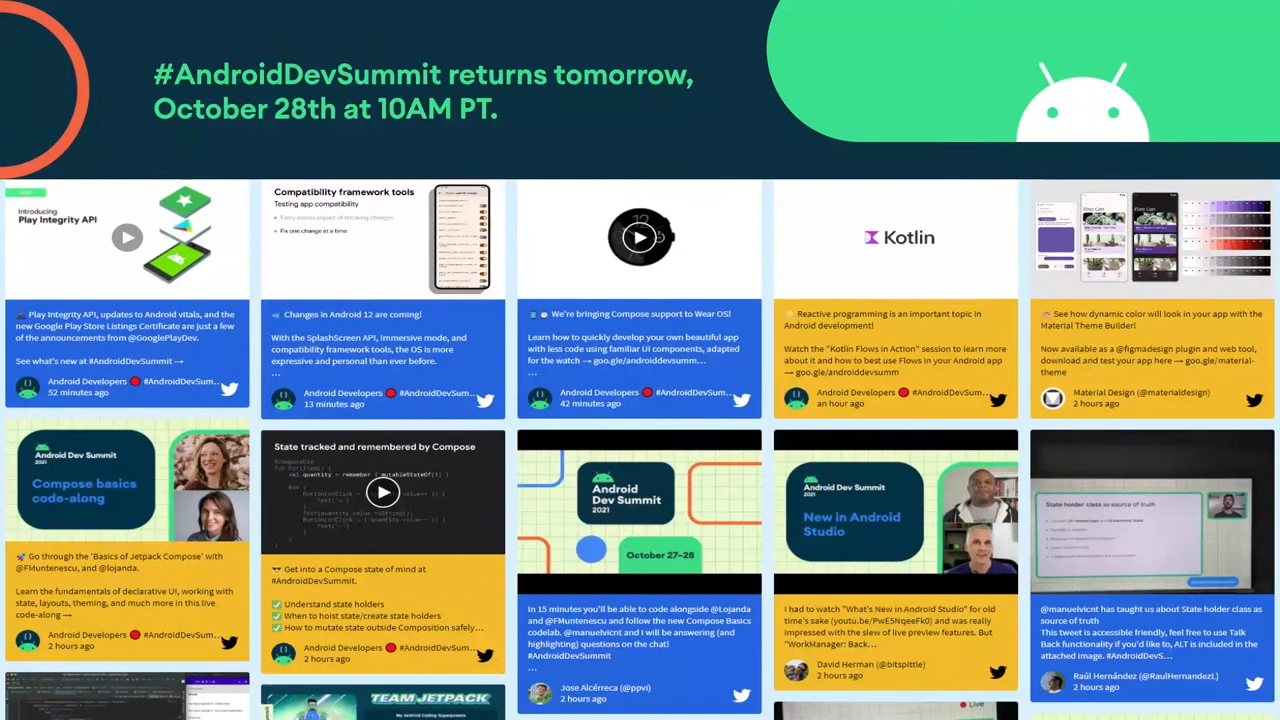 #AndroidDevSummit returns tomorrow,
October 28th at 10AM PT.
Introducing
Play Integrity API
Play Integrity API, updates to Android vitals, and the
new Google Play Store Listings Certificate are just a few
of the announcements from @GooglePlayDev.
See what's new at #AndroidDevSummit →
Android Developers #AndroidDevSum…
52 minutes ago
Compatibility framework tools
Testing app compatibility
Easily assess impact of breaking changes.
Fix one change at a time.
Changes in Android 12 are coming!
With the SplashScreen API, Immersive mode, and
compatibility framework tools, the OS is more
expressive and personal than ever before.
…
Android Developers #AndroidDevSum…
13 minutes ago
We're bringing Compose support to Wear OS!
Learn how to quickly develop your own beautiful app
with less code using familiar UI components, adapted
for the watch → goo.gle/androiddevsumm…
…
Android Developers #AndroidDevSum…
42 minutes ago
Kotlin
Reactive programming is an important topic in
Android development!
Watch the "Kotlin Flows in Action" session to learn more
about it and how to best use Flows in your Android app
→ goo.gle/androiddevsumm
Android Developers #AndroidDevSum…
an hour ago
See how dynamic color will look in your app with the
Material Theme Builder!
Now available as a @figmadesign plugin and web tool,
download and test your app here → goo.gle/material-
theme
Material Design (@materialdesign)
2 hours ago
Android Dev Summit
2021
Compose basics
code-along
Go through the 'Basics of Jetpack Compose' with
@FMuntenescu, and @lojanda.
Learn the fundamentals of declarative UI, working with
state, layouts, theming, and much more in this live
code-along →
Android Developers #AndroidDevSum…
2 hours ago
State tracked and remembered by Compose
@Composable
val quantity = remember { mutableStateOf(1) }
Get into a Compose state of mind at
#AndroidDevSummit.
Understand state holders
When to hoist state/create state holders
How to mutate state outside Composition safely…
Android Developers #AndroidDevSum…
2 hours ago
Android
Dev Summit
2021
October 27–28
In 15 minutes you'll be able to code alongside @Lojanda
and @FMuntenescu and follow the new Compose Basics
codelab. @manuelvicnt and I will be answering (and
highlighting) questions on the chat!
#AndroidDevSummit
…
Jose Alcérreca (@ppvi)
2 hours ago
Android Dev Summit
2021
New in Android
Studio
I had to watch "What's New in Android Studio" for old
time's sake (youtu.be/PwE5NqeeFk0) and was really
impressed with the slew of live preview features. But
"WorkManager: Back…
David Herman (@bitspittle)
2 hours ago
State holder class as source of truth
@manuelvicnt has taught us about State holder class as
source of truth
This tweet is accessible friendly, feel free to use Talk
Back functionality if you'd like to, ALT is included in the
attached image. #AndroidDevS…
Raúl Hernández (@RaulHernandezL)
2 hours ago
TEAM JETPACK
My Android Coding Superpowers
Live